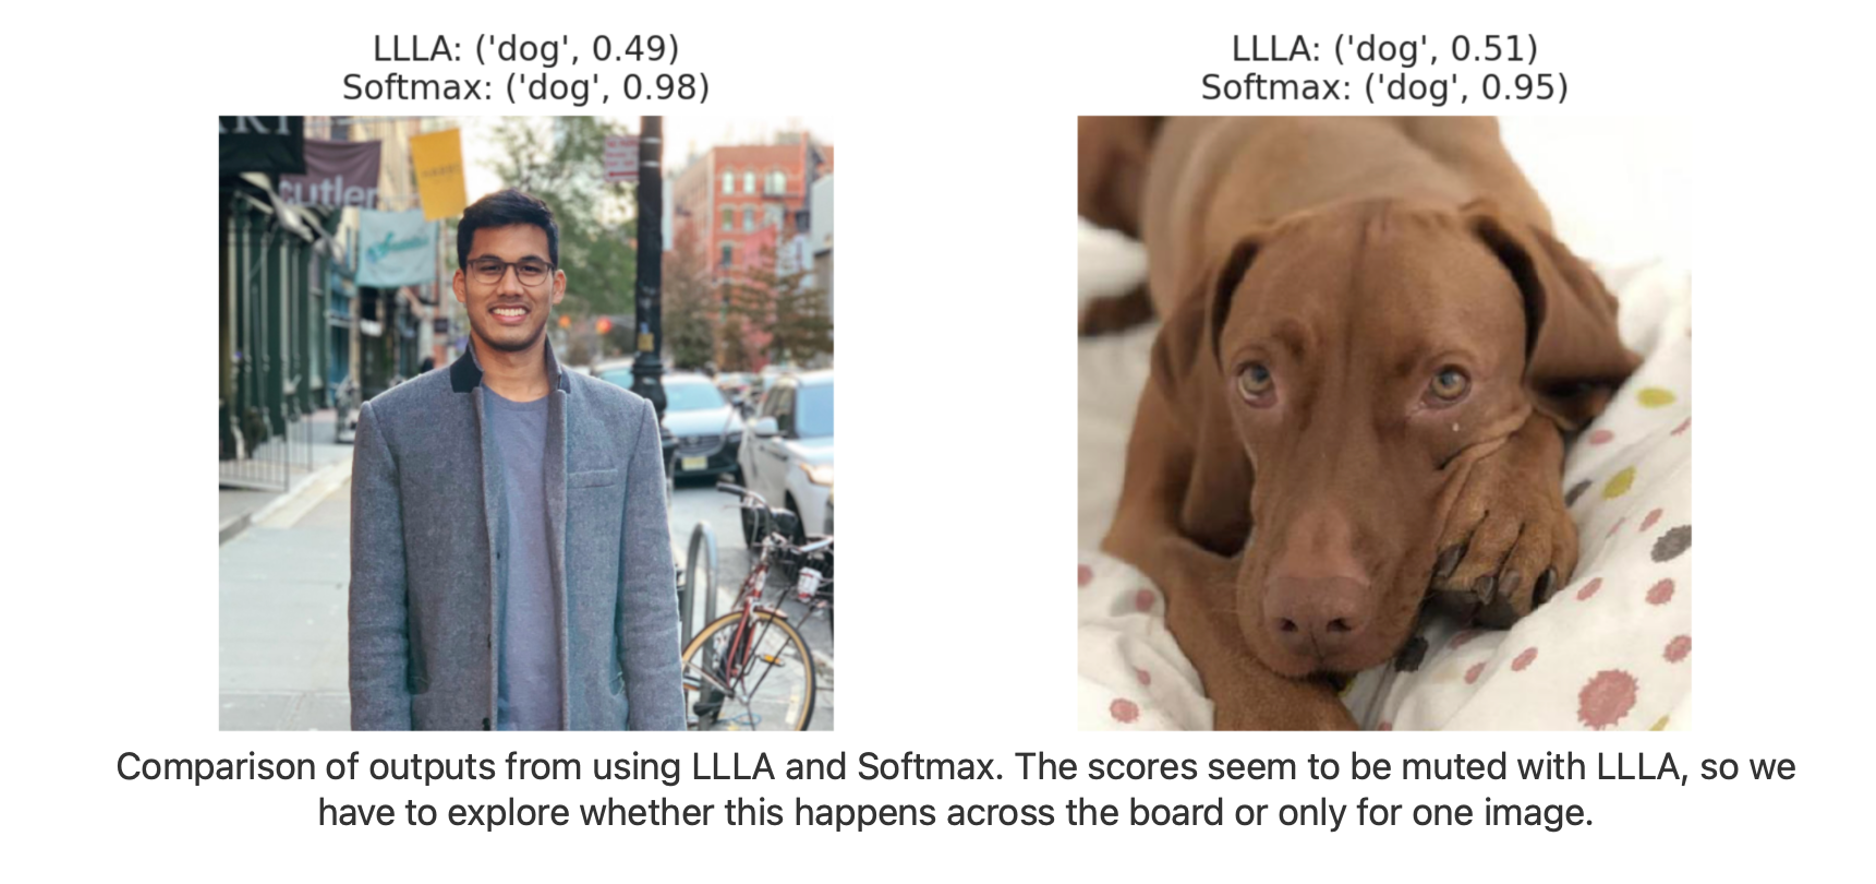 LLLA: ('dog', 0.49)
Softmax: ('dog', 0.98)
LLLA: ('dog', 0.51)
Softmax: ('dog', 0.95)
cutler
Comparison of outputs from using LLLA and Softmax. The scores seem to be muted with LLLA, so we
have to explore whether this happens across the board or only for one image.